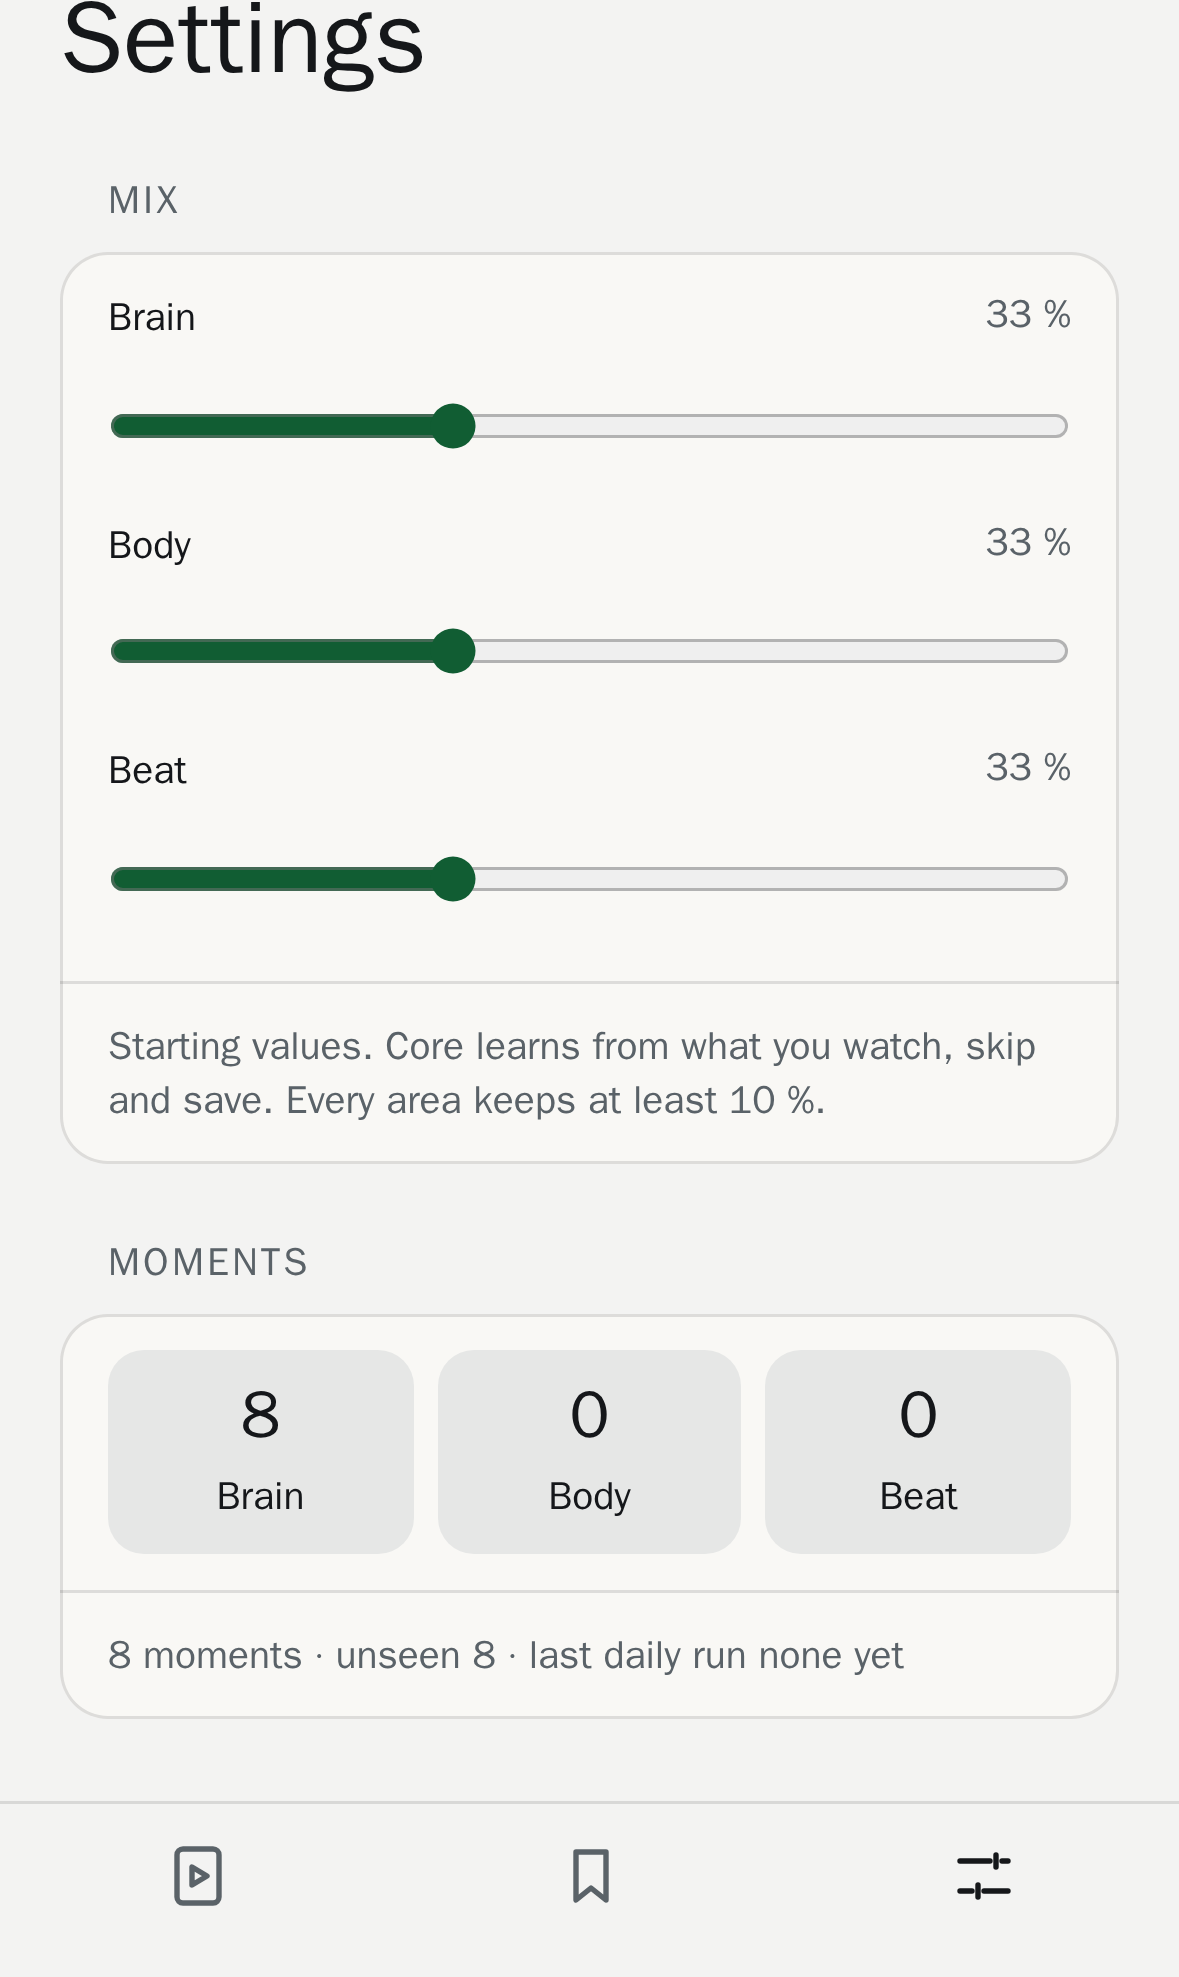 Settings
MIX
Brain
33 %
Body
33 %
Beat
33 %
Starting values. Core learns from what you watch, skip
and save. Every area keeps at least 10 %.
MOMENTS
8
Brain
0
Body
0
Beat
8 moments · unseen 8 · last daily run none yet